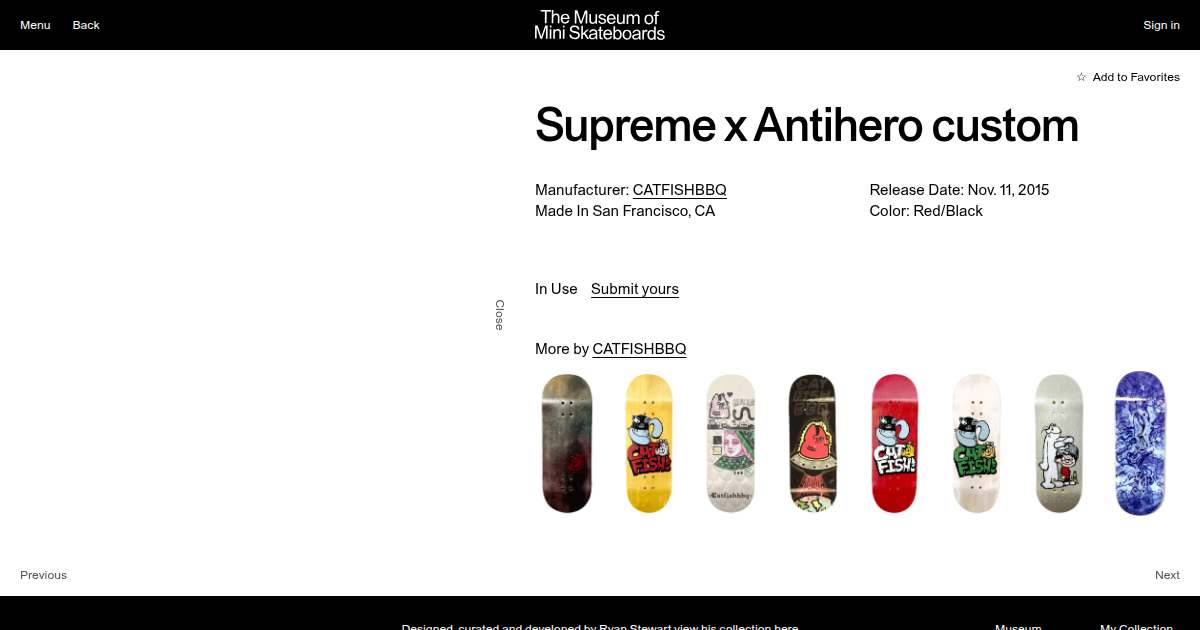 Menu
Back
The Museum of
Mini Skateboards
Sign in
☆ Add to Favorites
Supreme x Antihero custom
Manufacturer: CATFISHBBQ
Made In San Francisco, CA
Release Date: Nov. 11, 2015
Color: Red/Black
In Use
Submit yours
Close
More by CATFISHBBQ
CAT
FISH!
CAT
FISH
BBQ
Catfishbbq
CAT
FISH!
CAT
FISH!
Previous
Next
Designed, curated and developed by Ryan Stewart view his collection here
Museum
My Collection